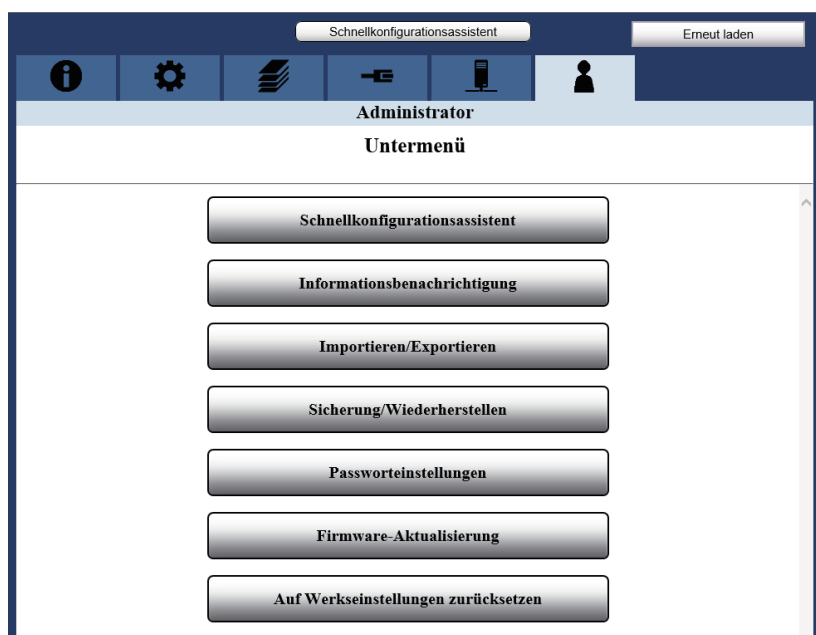 Schnellkonfigurationsassistent
Erneut laden
Administrator
Untermenü
Schnellkonfigurationsassistent
Informationsbenachrichtigung
Importieren/Exportieren
Sicherung/Wiederherstellen
Passworteinstellungen
Firmware-Aktualisierung
Auf Werkseinstellungen zurücksetzen